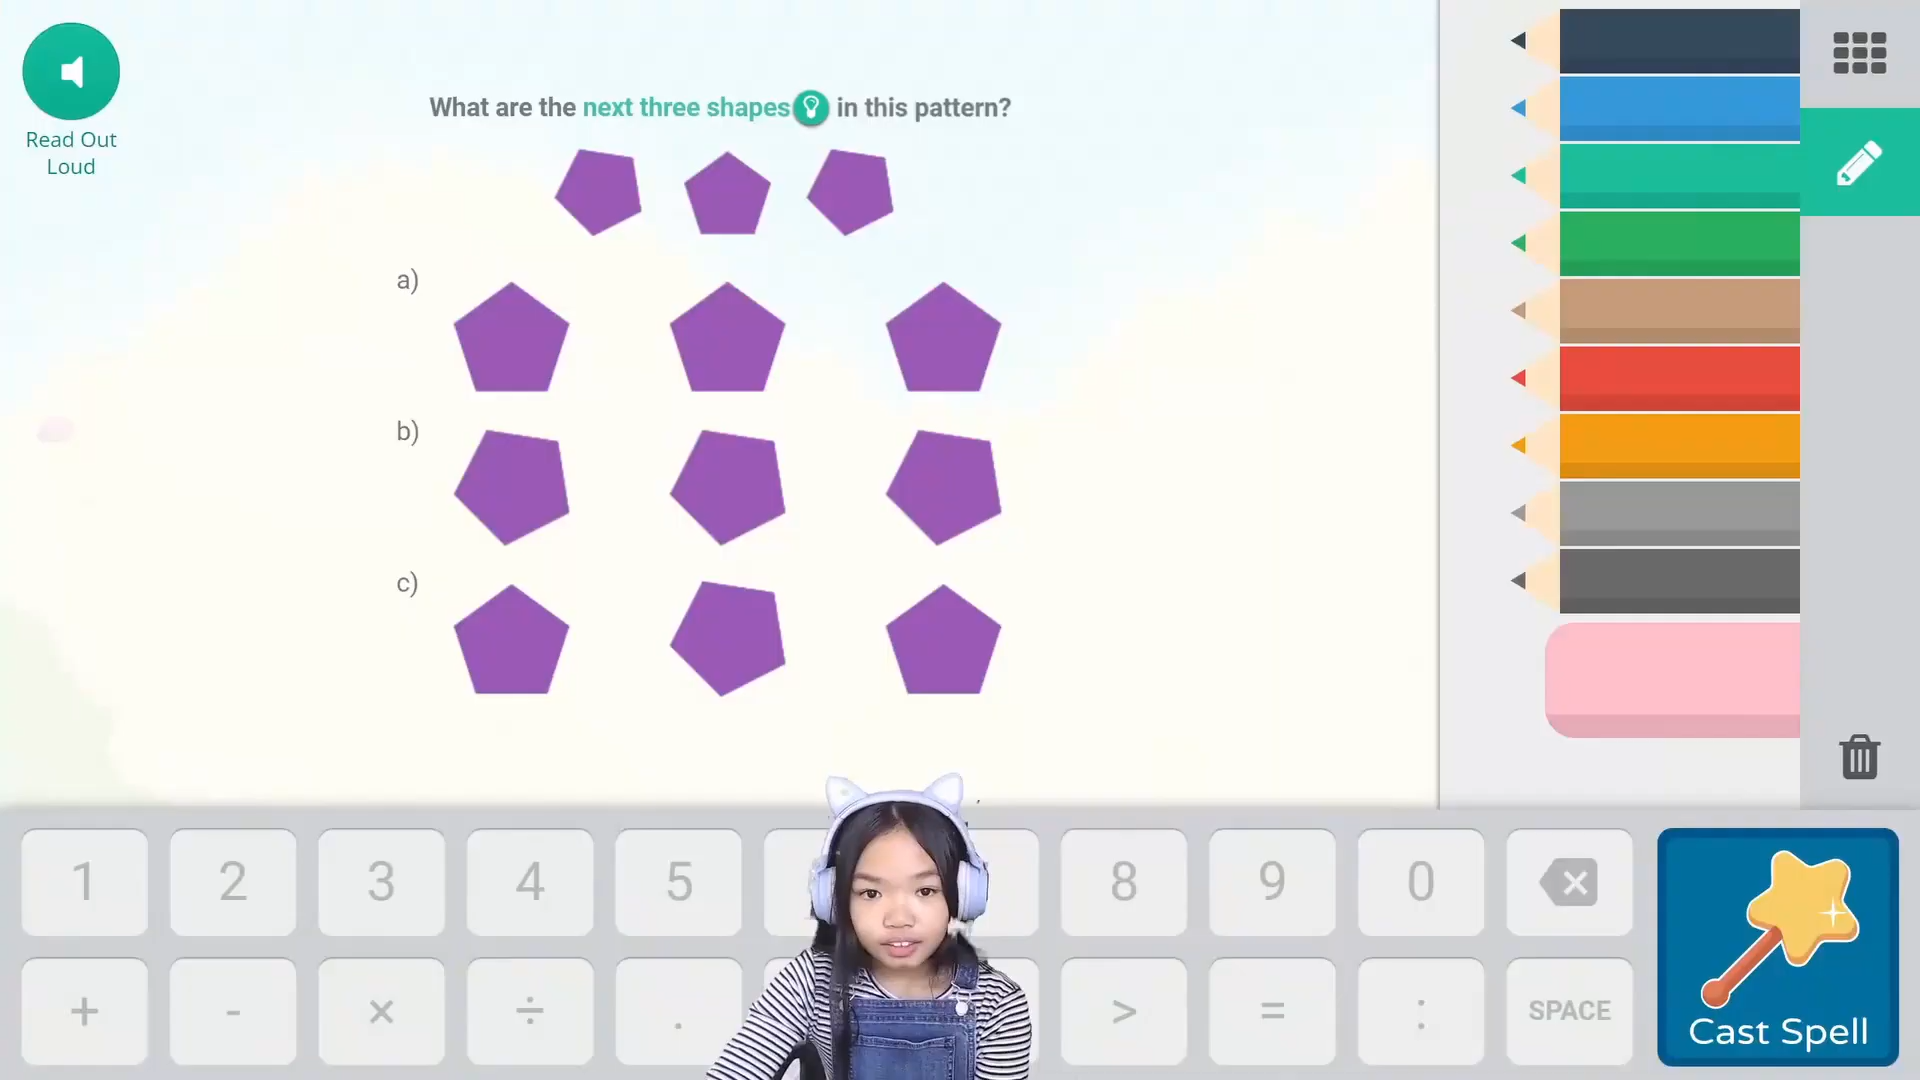 Read Out
Loud
What are the next three shapes in this pattern?
a)
b)
c)
1 2 3 4 5 8 9 0
+ - × ÷ . > = : SPACE
Cast Spell